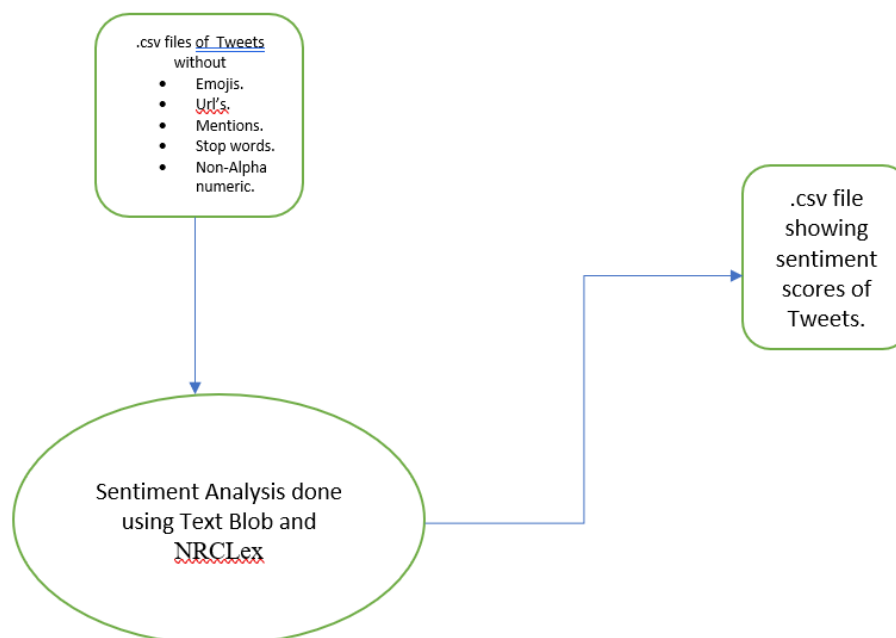 .csv files of Tweets
without
• Emojis.
• Url's.
• Mentions.
• Stop words.
• Non-Alpha
numeric.
.csv file
showing
sentiment
scores of
Tweets.
Sentiment Analysis done
using Text Blob and
NRCLex